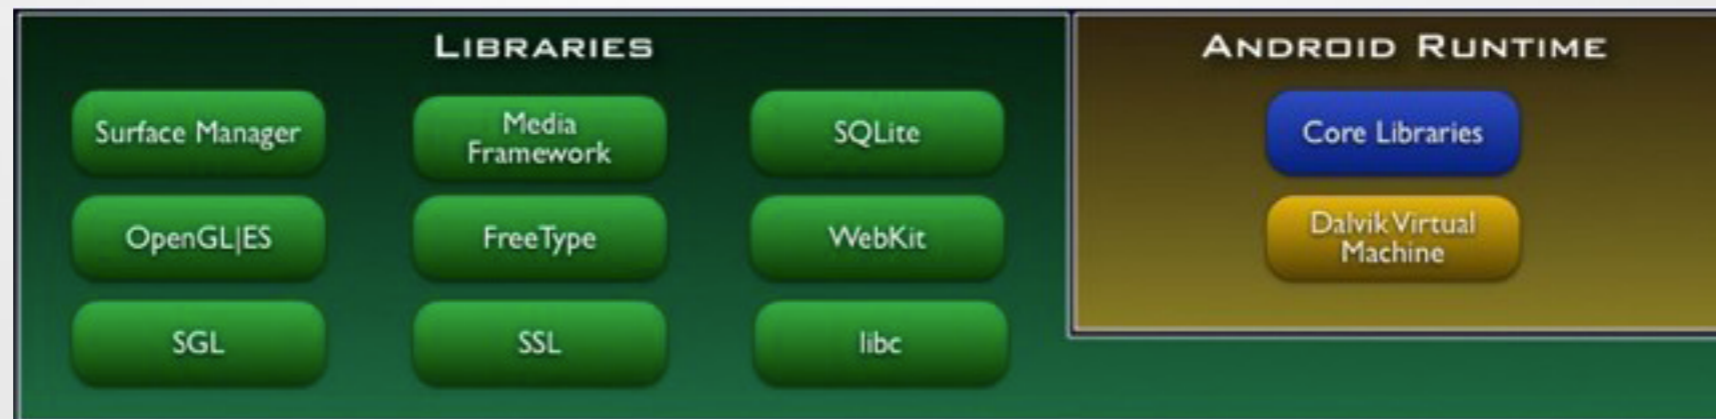 LIBRARIES
Surface Manager
Media
Framework
SQLite
OpenGL|ES
FreeType
WebKit
SGL
SSL
libc
ANDROID RUNTIME
Core Libraries
Dalvik Virtual
Machine